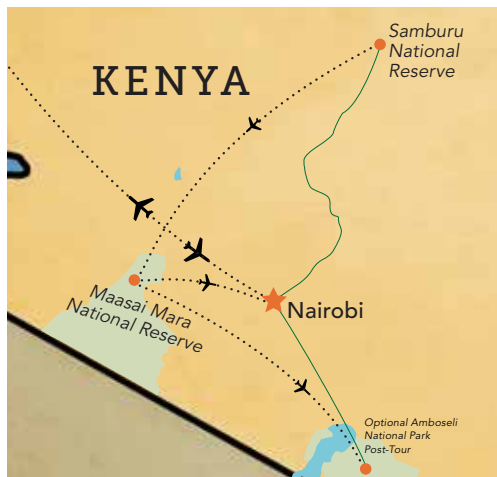 Samburu
National
Reserve
KENYA
Maasai Mara
National Reserve
Nairobi
Optional Amboseli
National Park
Post-Tour